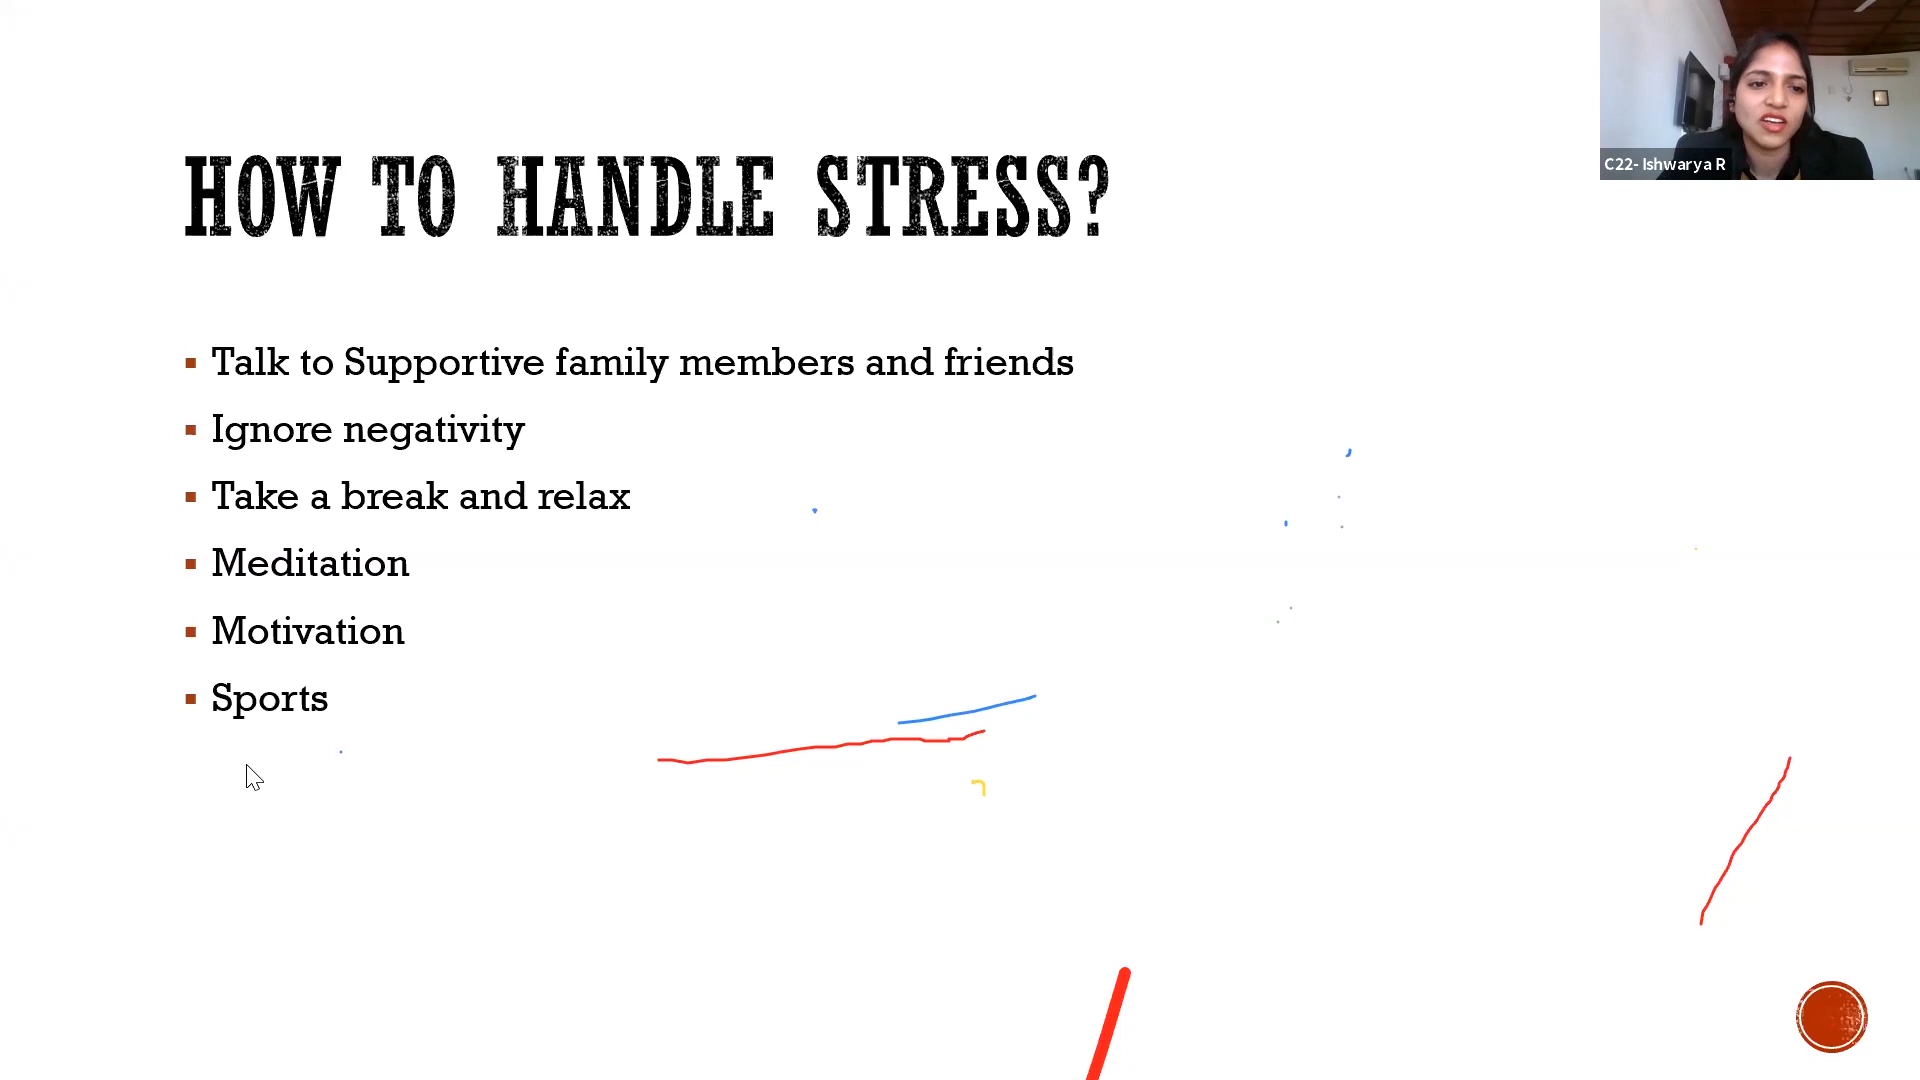 C22- Ishwarya R
HOW TO HANDLE STRESS?
Talk to Supportive family members and friends
Ignore negativity
Take a break and relax
Meditation
Motivation
Sports